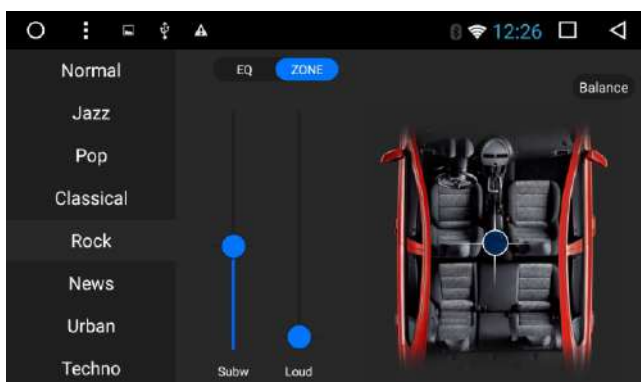 12:26
Normal
Jazz
Pop
Classical
Rock
News
Urban
Techno
EQ ZONE
Balance
Subw Loud